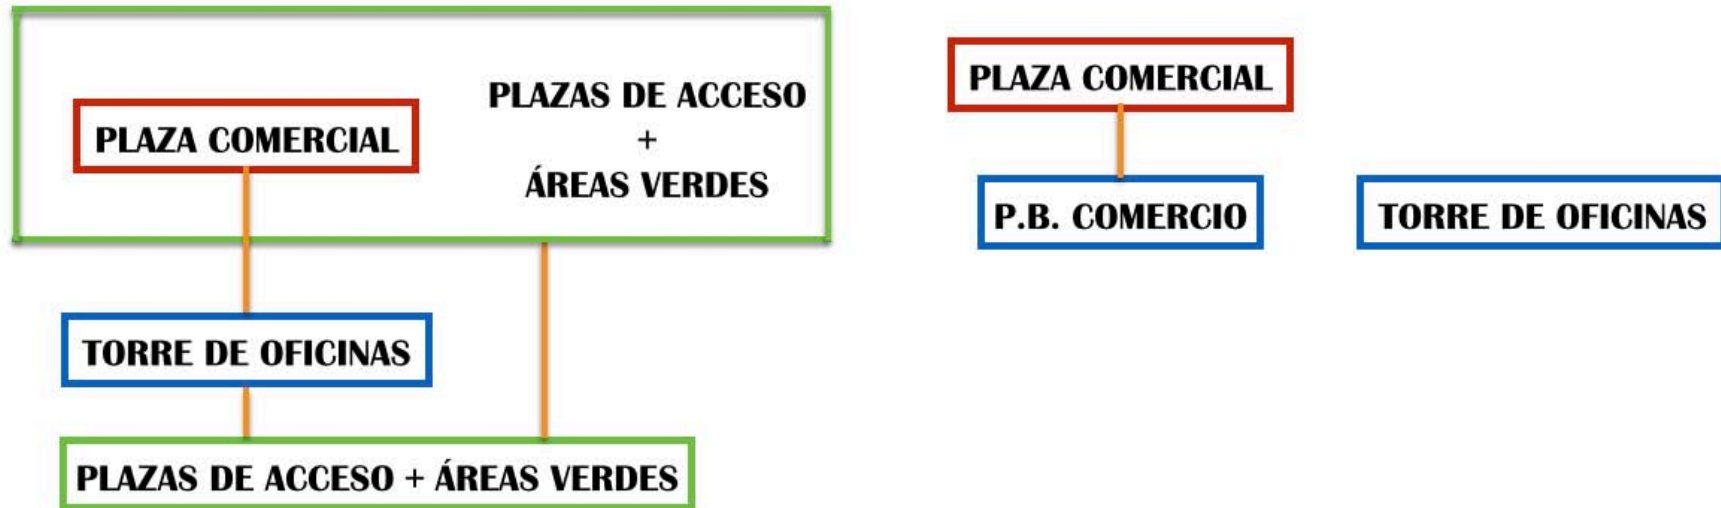 PLAZA COMERCIAL
PLAZAS DE ACCESO
+
ÁREAS VERDES
TORRE DE OFICINAS
PLAZAS DE ACCESO + ÁREAS VERDES
PLAZA COMERCIAL
P.B. COMERCIO
TORRE DE OFICINAS